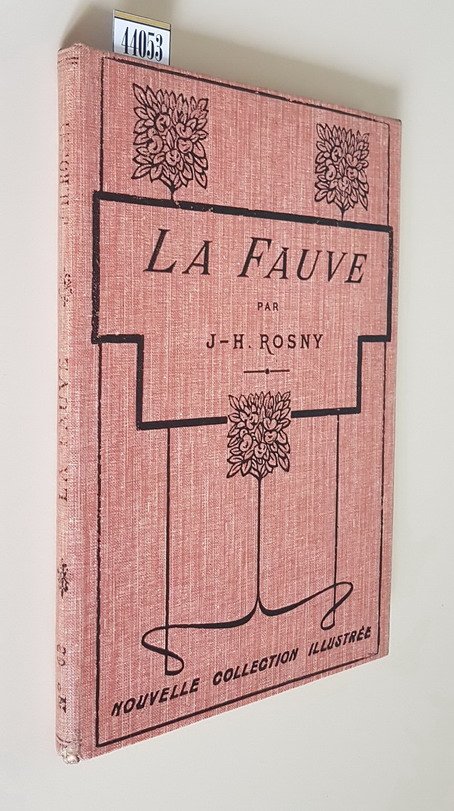 44053
LA FAUVE
PAR
J-H. ROSNY
NOUVELLE COLLECTION ILLUSTRÉE
LA FAUVE